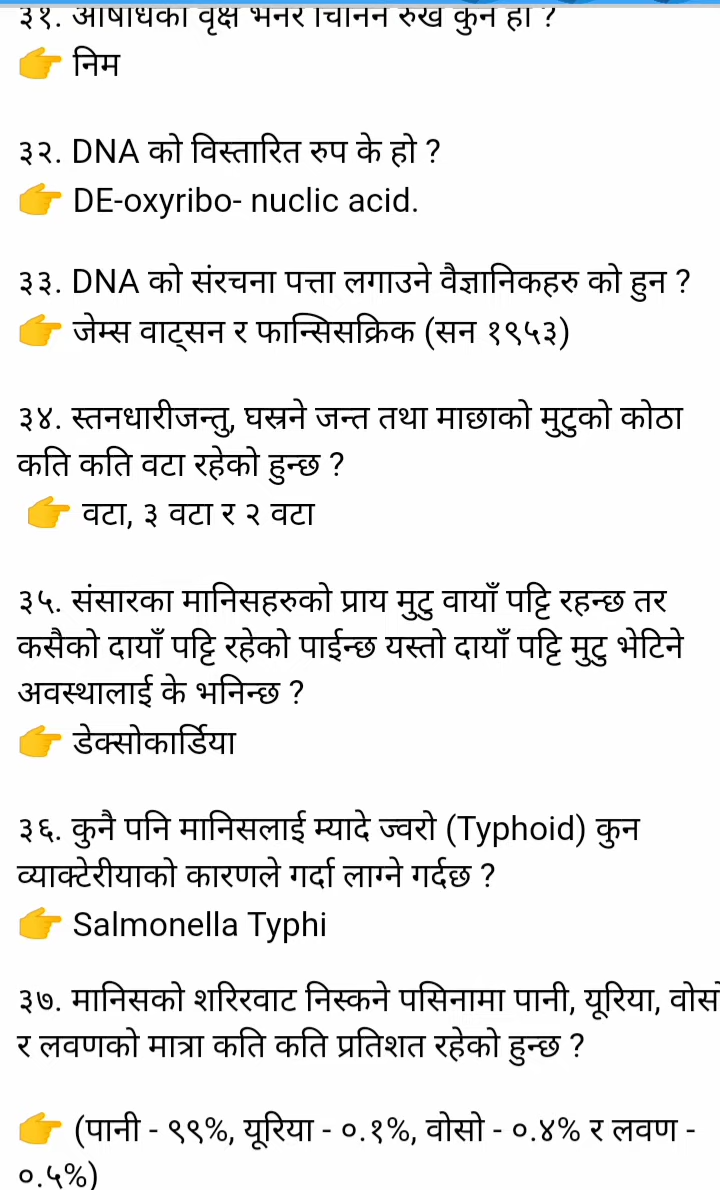 ३१. औषधिको वृक्ष भनेर चिनिने रुख कुन हो ?
👉 निम
३२. DNA को विस्तारित रुप के हो ?
👉 DE-oxyribo- nuclic acid.
३३. DNA को संरचना पत्ता लगाउने वैज्ञानिकहरु को हुन ?
👉 जेम्स वाट्सन र फान्सिसक्रिक (सन १९५३)
३४. स्तनधारीजन्तु, घस्रने जन्त तथा माछाको मुटुको कोठा
कति कति वटा रहेको हुन्छ ?
👉 वटा, ३ वटा र २ वटा
३५. संसारका मानिसहरुको प्राय मुटु वायाँ पट्टि रहन्छ तर
कसैको दायाँ पट्टि रहेको पाईन्छ यस्तो दायाँ पट्टि मुटु भेटिने
अवस्थालाई के भनिन्छ ?
👉 डेक्सोकार्डिया
३६. कुनै पनि मानिसलाई म्यादे ज्वरो (Typhoid) कुन
व्याक्टेरीयाको कारणले गर्दा लाग्ने गर्दछ ?
👉 Salmonella Typhi
३७. मानिसको शरिरवाट निस्कने पसिनामा पानी, यूरिया, वोसो
र लवणको मात्रा कति कति प्रतिशत रहेको हुन्छ ?
👉 (पानी - ९९%, यूरिया - ०.१%, वोसो - ०.४% र लवण -
०.५%)